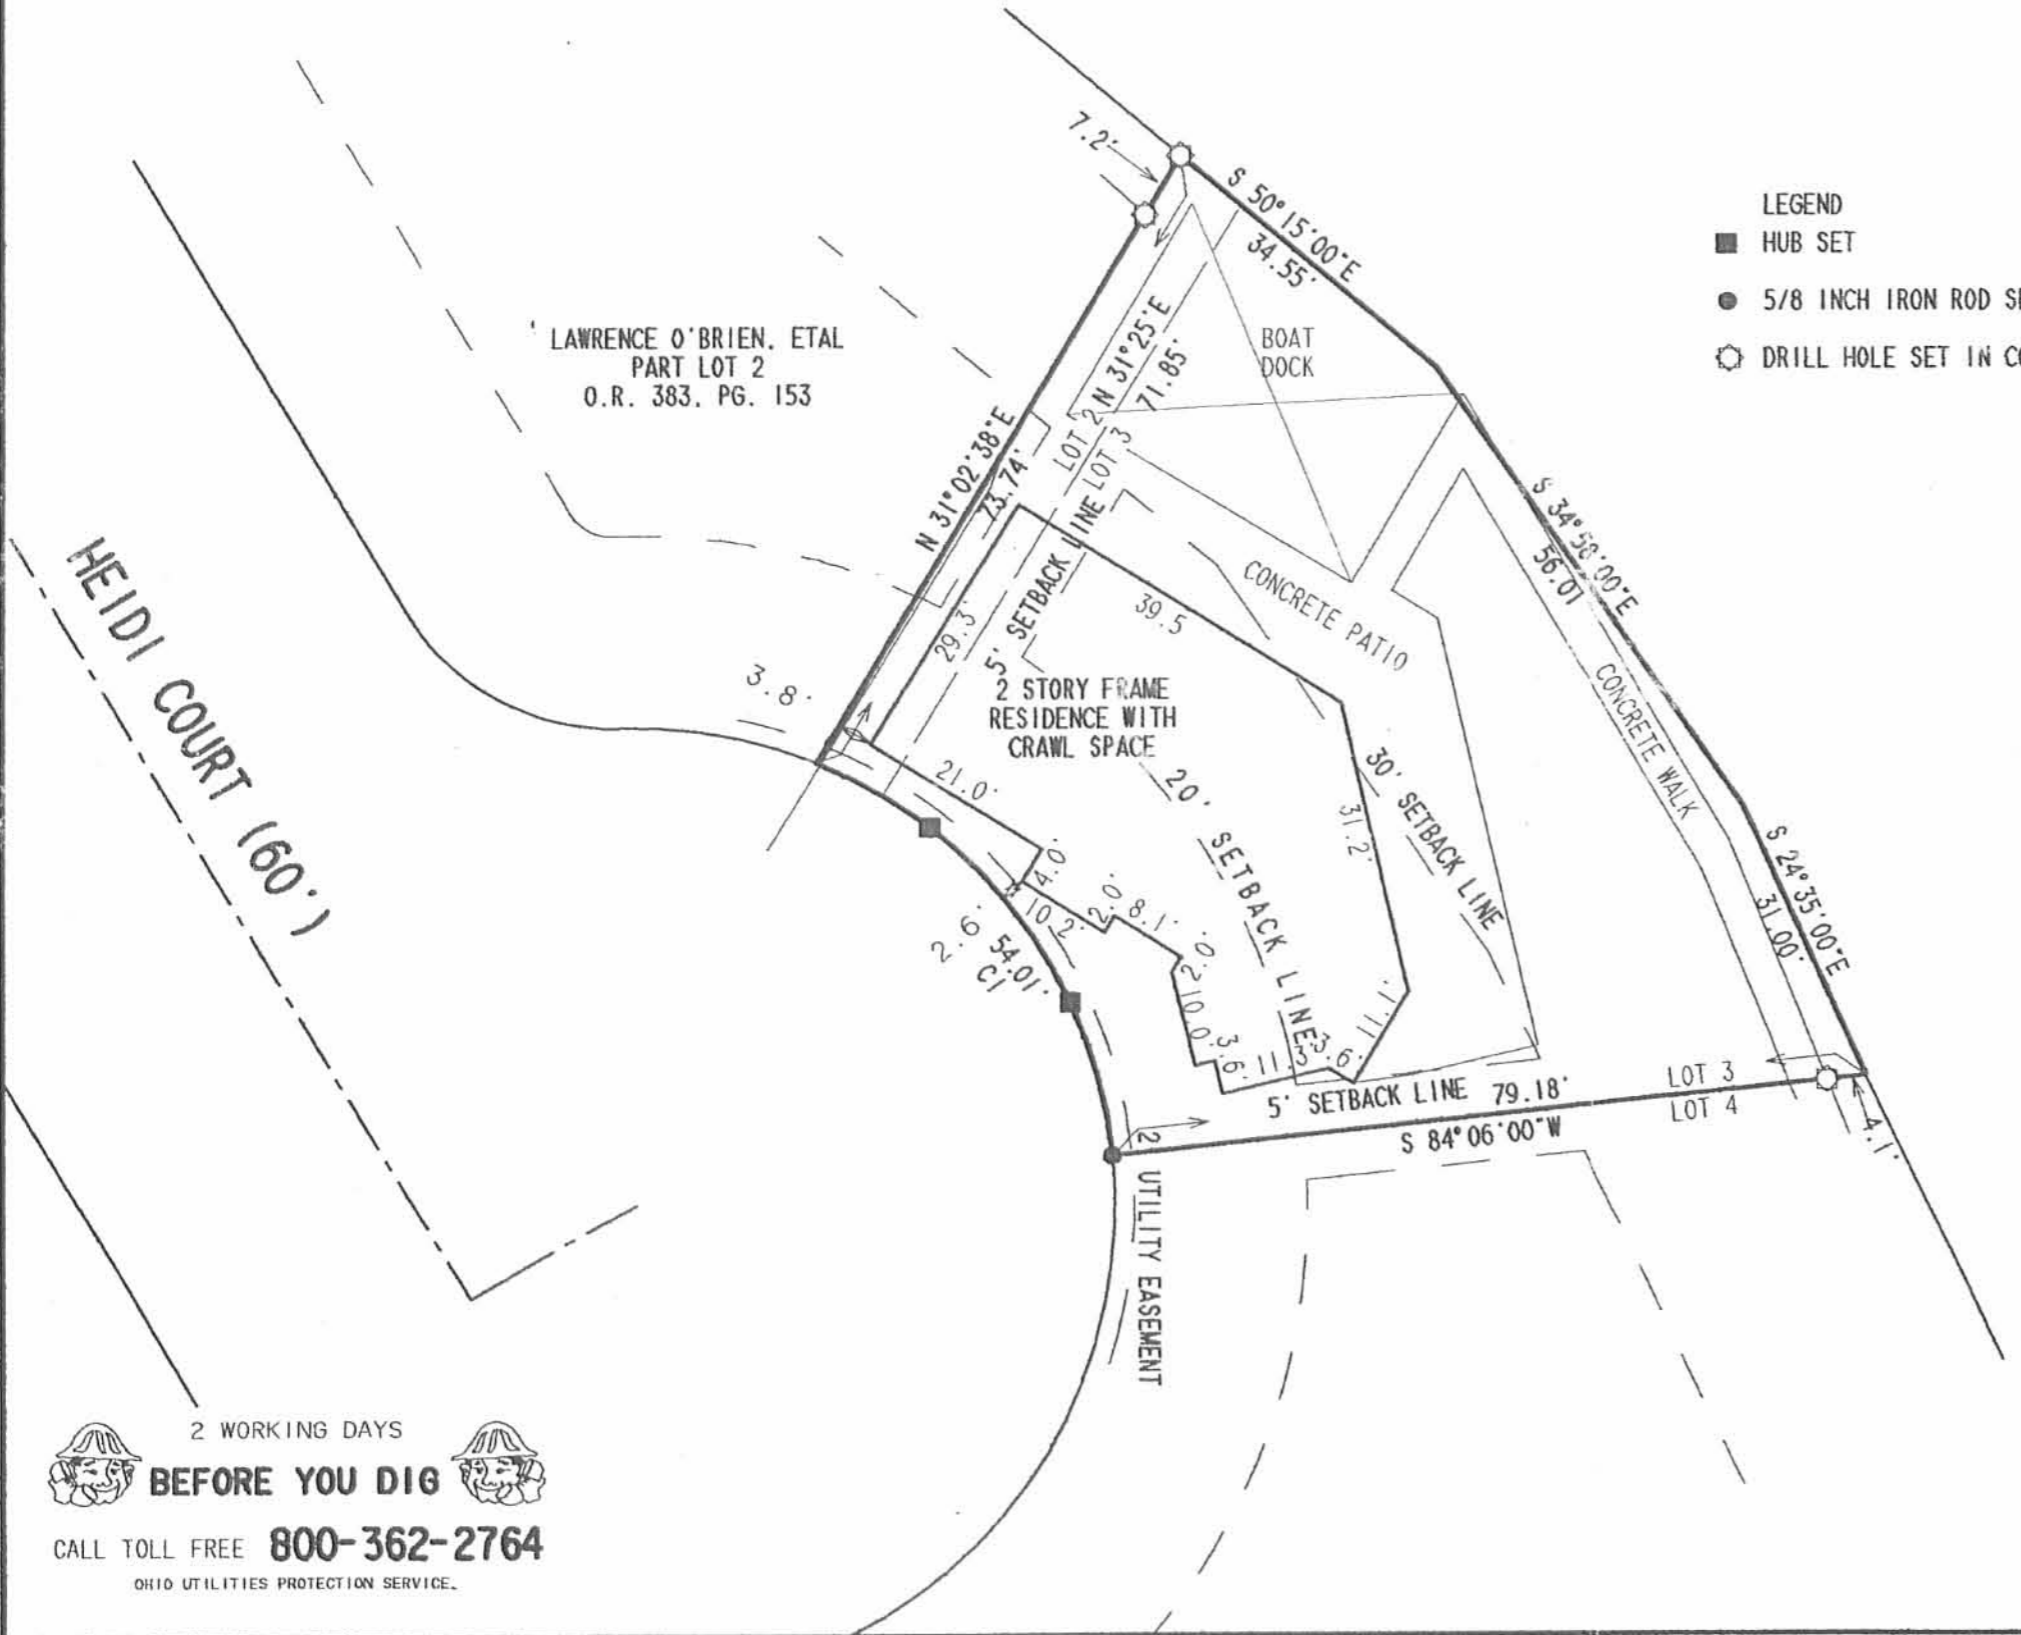 7.2'
S 50°15'00"E
34.55'
LEGEND
HUB SET
5/8 INCH IRON ROD
DRILL HOLE SET IN
LAWRENCE O'BRIEN. ETAL
PART LOT 2
O.R. 383. PG. 153
BOAT
DOCK
N 31°25'E
71.85'
LOT 2
LOT 3
N 31°02'38"E
73.74'
S 34°58'00"E
56.07
HEIDI COURT (60')
5' SETBACK LINE
29.3'
39.5
CONCRETE PATIO
CONCRETE WALK
3.8'
2 STORY FRAME
RESIDENCE WITH
CRAWL SPACE
21.0'
20' SETBACK LINE
30' SETBACK LINE
31.2'
4.0'
10.2'
2.0'
8.1'
2.0'
10.0'
3.6'
11.3'
3.6'
11.1'
2.6'
54.01'
C1
S 24°35'00"E
31.00'
5' SETBACK LINE 79.18'
S 84°06'00"W
LOT 3
LOT 4
4.1'
2' UTILITY EASEMENT
2 WORKING DAYS
BEFORE YOU DIG
CALL TOLL FREE 800-362-2764
OHIO UTILITIES PROTECTION SERVICE.